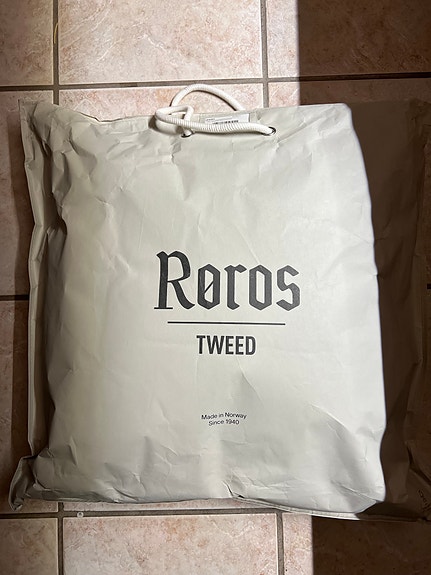 Røros
TWEED
Made in Norway
Since 1940